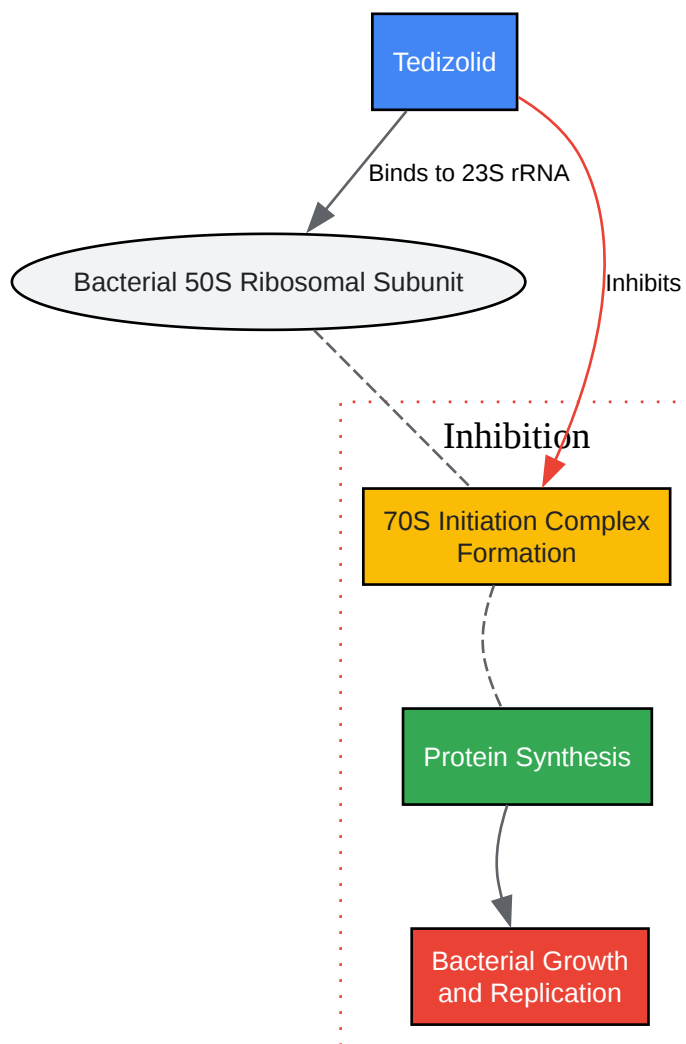 Tedizolid
Binds to 23S rRNA
Bacterial 50S Ribosomal Subunit
Inhibits
Inhibition
70S Initiation Complex
Formation
Protein Synthesis
Bacterial Growth
and Replication